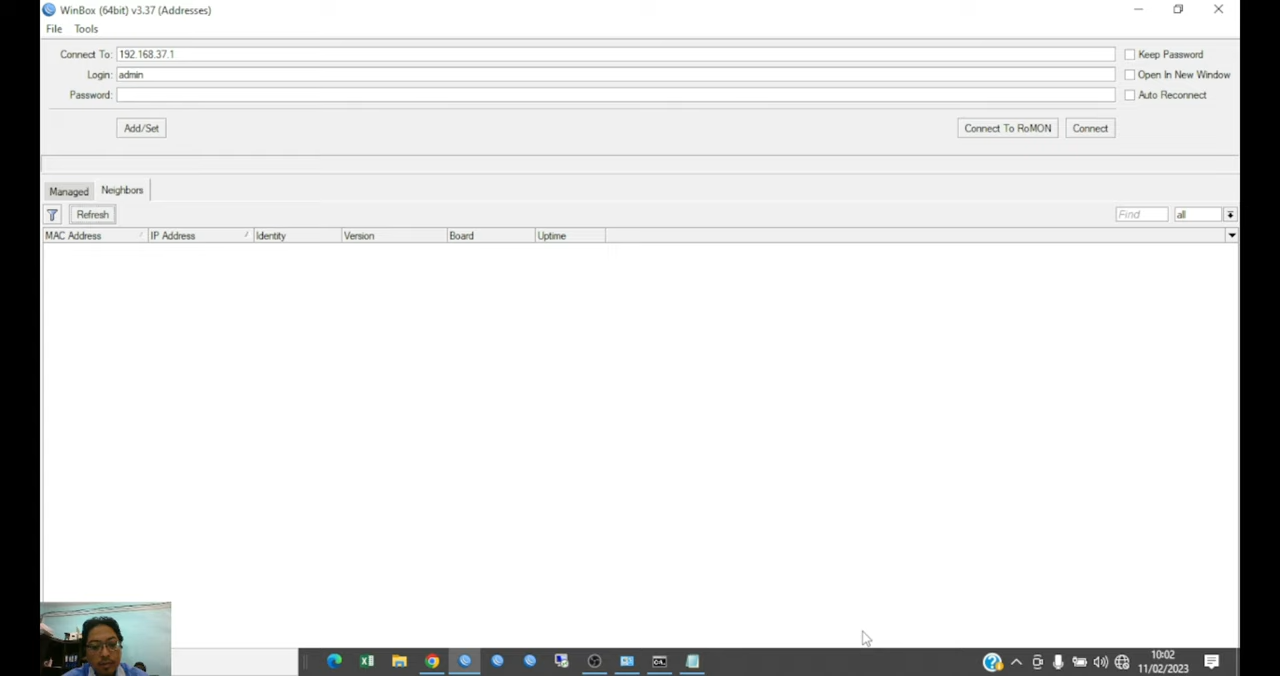 WinBox (64bit) v3.37 (Addresses)
File Tools
Connect To: 192.168.37.1
Keep Password
Login: admin
Open In New Window
Password:
Auto Reconnect
Add/Set
Connect To RoMON
Connect
Managed
Neighbors
Refresh
Find
all
MAC Address
IP Address
Identity
Version
Board
Uptime
10:02
11/02/2023